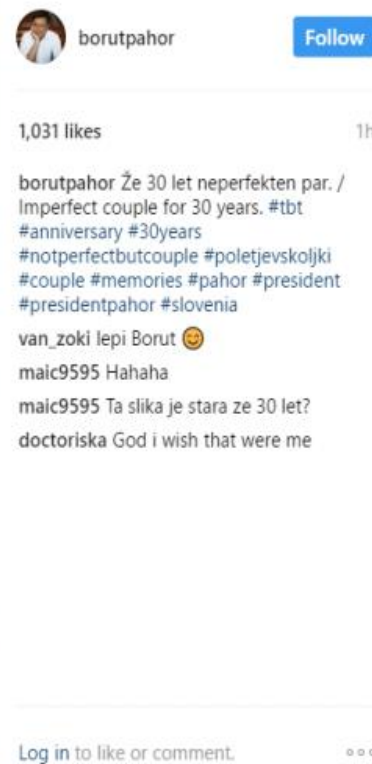 borutpahor
Follow
1,031 likes
1h
borutpahor Že 30 let neperfekten par. /
Imperfect couple for 30 years. #tbt
#anniversary #30years
#notperfectbutcouple #poletjevskoljki
#couple #memories #pahor #president
#presidentpahor #slovenia
van_zoki lepi Borut 😊
maic9595 Hahaha
maic9595 Ta slika je stara ze 30 let?
doctoriska God i wish that were me
Log in to like or comment.